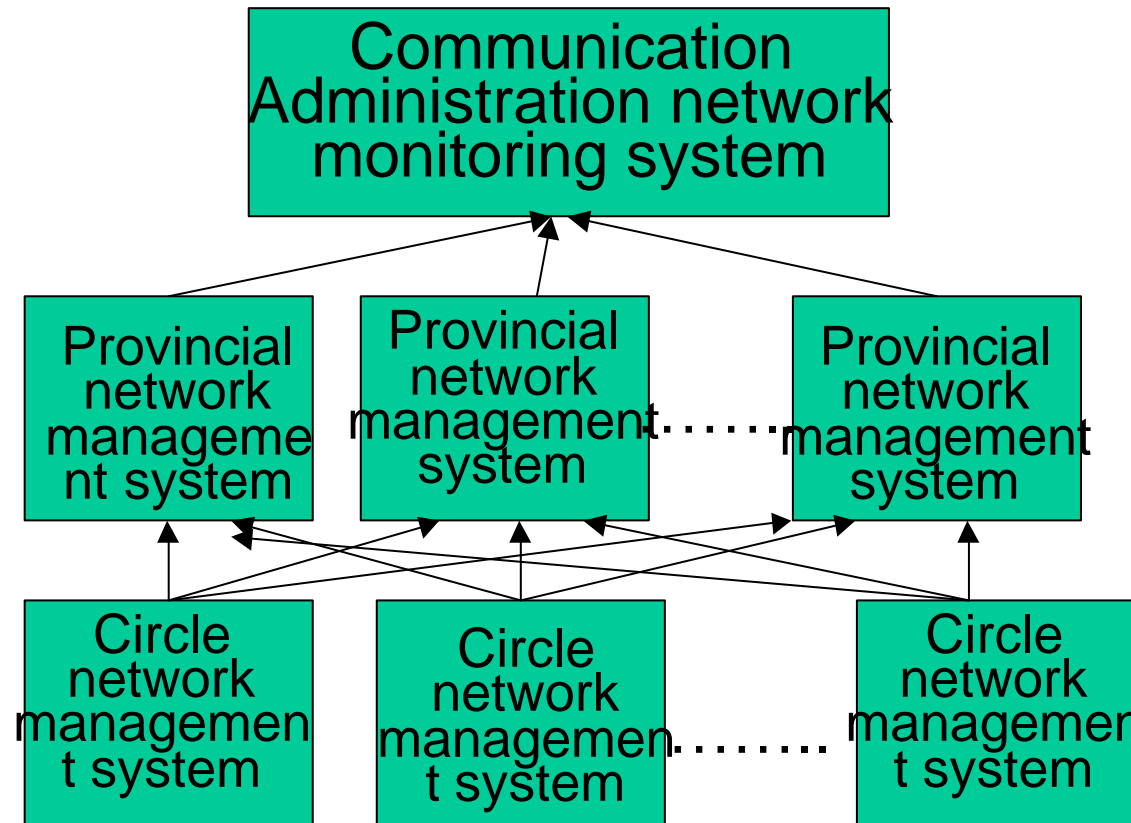 Communication
Administration network
monitoring system
Provincial
network
manageme
nt system
Provincial
network
management
system
Provincial
network
management
system
Circle
network
managemen
t system
Circle
network
managemen
t system
Circle
network
managemen
t system